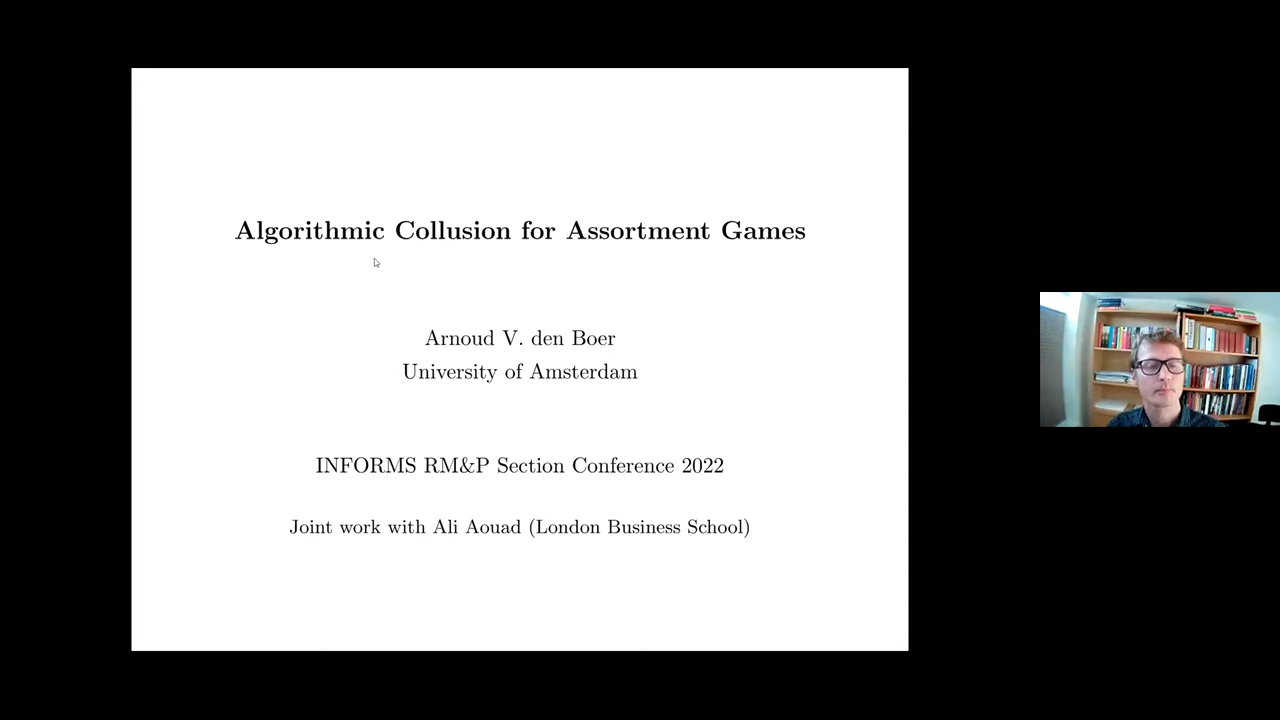 Algorithmic Collusion for Assortment Games
Arnoud V. den Boer
University of Amsterdam
INFORMS RM&P Section Conference 2022
Joint work with Ali Aouad (London Business School)